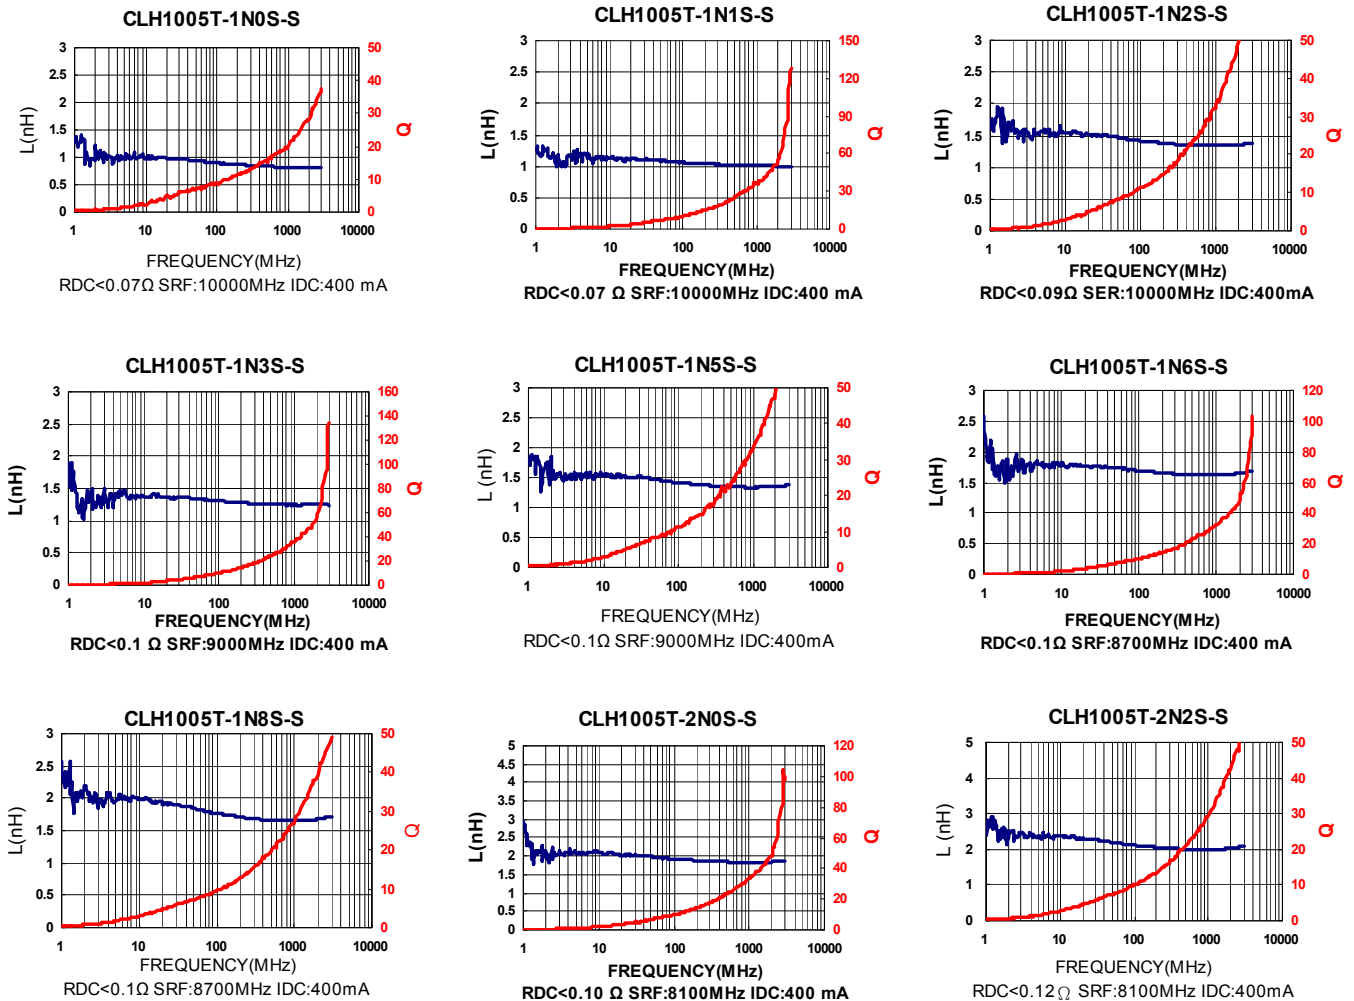 CLH1005T-1N0S-S
3
2.5
2
1.5
1
0.5
0
50
40
30
20
10
0
1 10 100 1000 10000
L(nH)
Q
FREQUENCY(MHz)
RDC<0.07Ω SRF:10000MHz IDC:400 mA
CLH1005T-1N1S-S
3
2.5
2
1.5
1
0.5
0
150
120
90
60
30
0
1 10 100 1000 10000
L(nH)
Q
FREQUENCY(MHz)
RDC<0.07 Ω SRF:10000MHz IDC:400 mA
CLH1005T-1N2S-S
3
2.5
2
1.5
1
0.5
0
50
40
30
20
10
0
1 10 100 1000 10000
L(nH)
Q
FREQUENCY(MHz)
RDC<0.09Ω SER:10000MHz IDC:400mA
CLH1005T-1N3S-S
3
2.5
2
1.5
1
0.5
0
160
140
120
100
80
60
40
20
0
1 10 100 1000 10000
L(nH)
Q
FREQUENCY(MHz)
RDC<0.1 Ω SRF:9000MHz IDC:400 mA
CLH1005T-1N5S-S
3
2.5
2
1.5
1
0.5
0
50
40
30
20
10
0
1 10 100 1000 10000
L (nH)
Q
FREQUENCY(MHz)
RDC<0.1Ω SRF:9000MHz IDC:400mA
CLH1005T-1N6S-S
3
2.5
2
1.5
1
0.5
0
120
100
80
60
40
20
0
1 10 100 1000 10000
L(nH)
Q
FREQUENCY(MHz)
RDC<0.1Ω SRF:8700MHz IDC:400 mA
CLH1005T-1N8S-S
3
2.5
2
1.5
1
0.5
0
50
40
30
20
10
0
1 10 100 1000 10000
L(nH)
Q
FREQUENCY(MHz)
RDC<0.1Ω SRF:8700MHz IDC:400mA
CLH1005T-2N0S-S
5
4.5
4
3.5
3
2.5
2
1.5
1
0.5
0
120
100
80
60
40
20
0
1 10 100 1000 10000
L(nH)
Q
FREQUENCY(MHz)
RDC<0.10 Ω SRF:8100MHz IDC:400 mA
CLH1005T-2N2S-S
5
4
3
2
1
0
50
40
30
20
10
0
1 10 100 1000 10000
L (nH)
Q
FREQUENCY(MHz)
RDC<0.12Ω SRF:8100MHz IDC:400mA